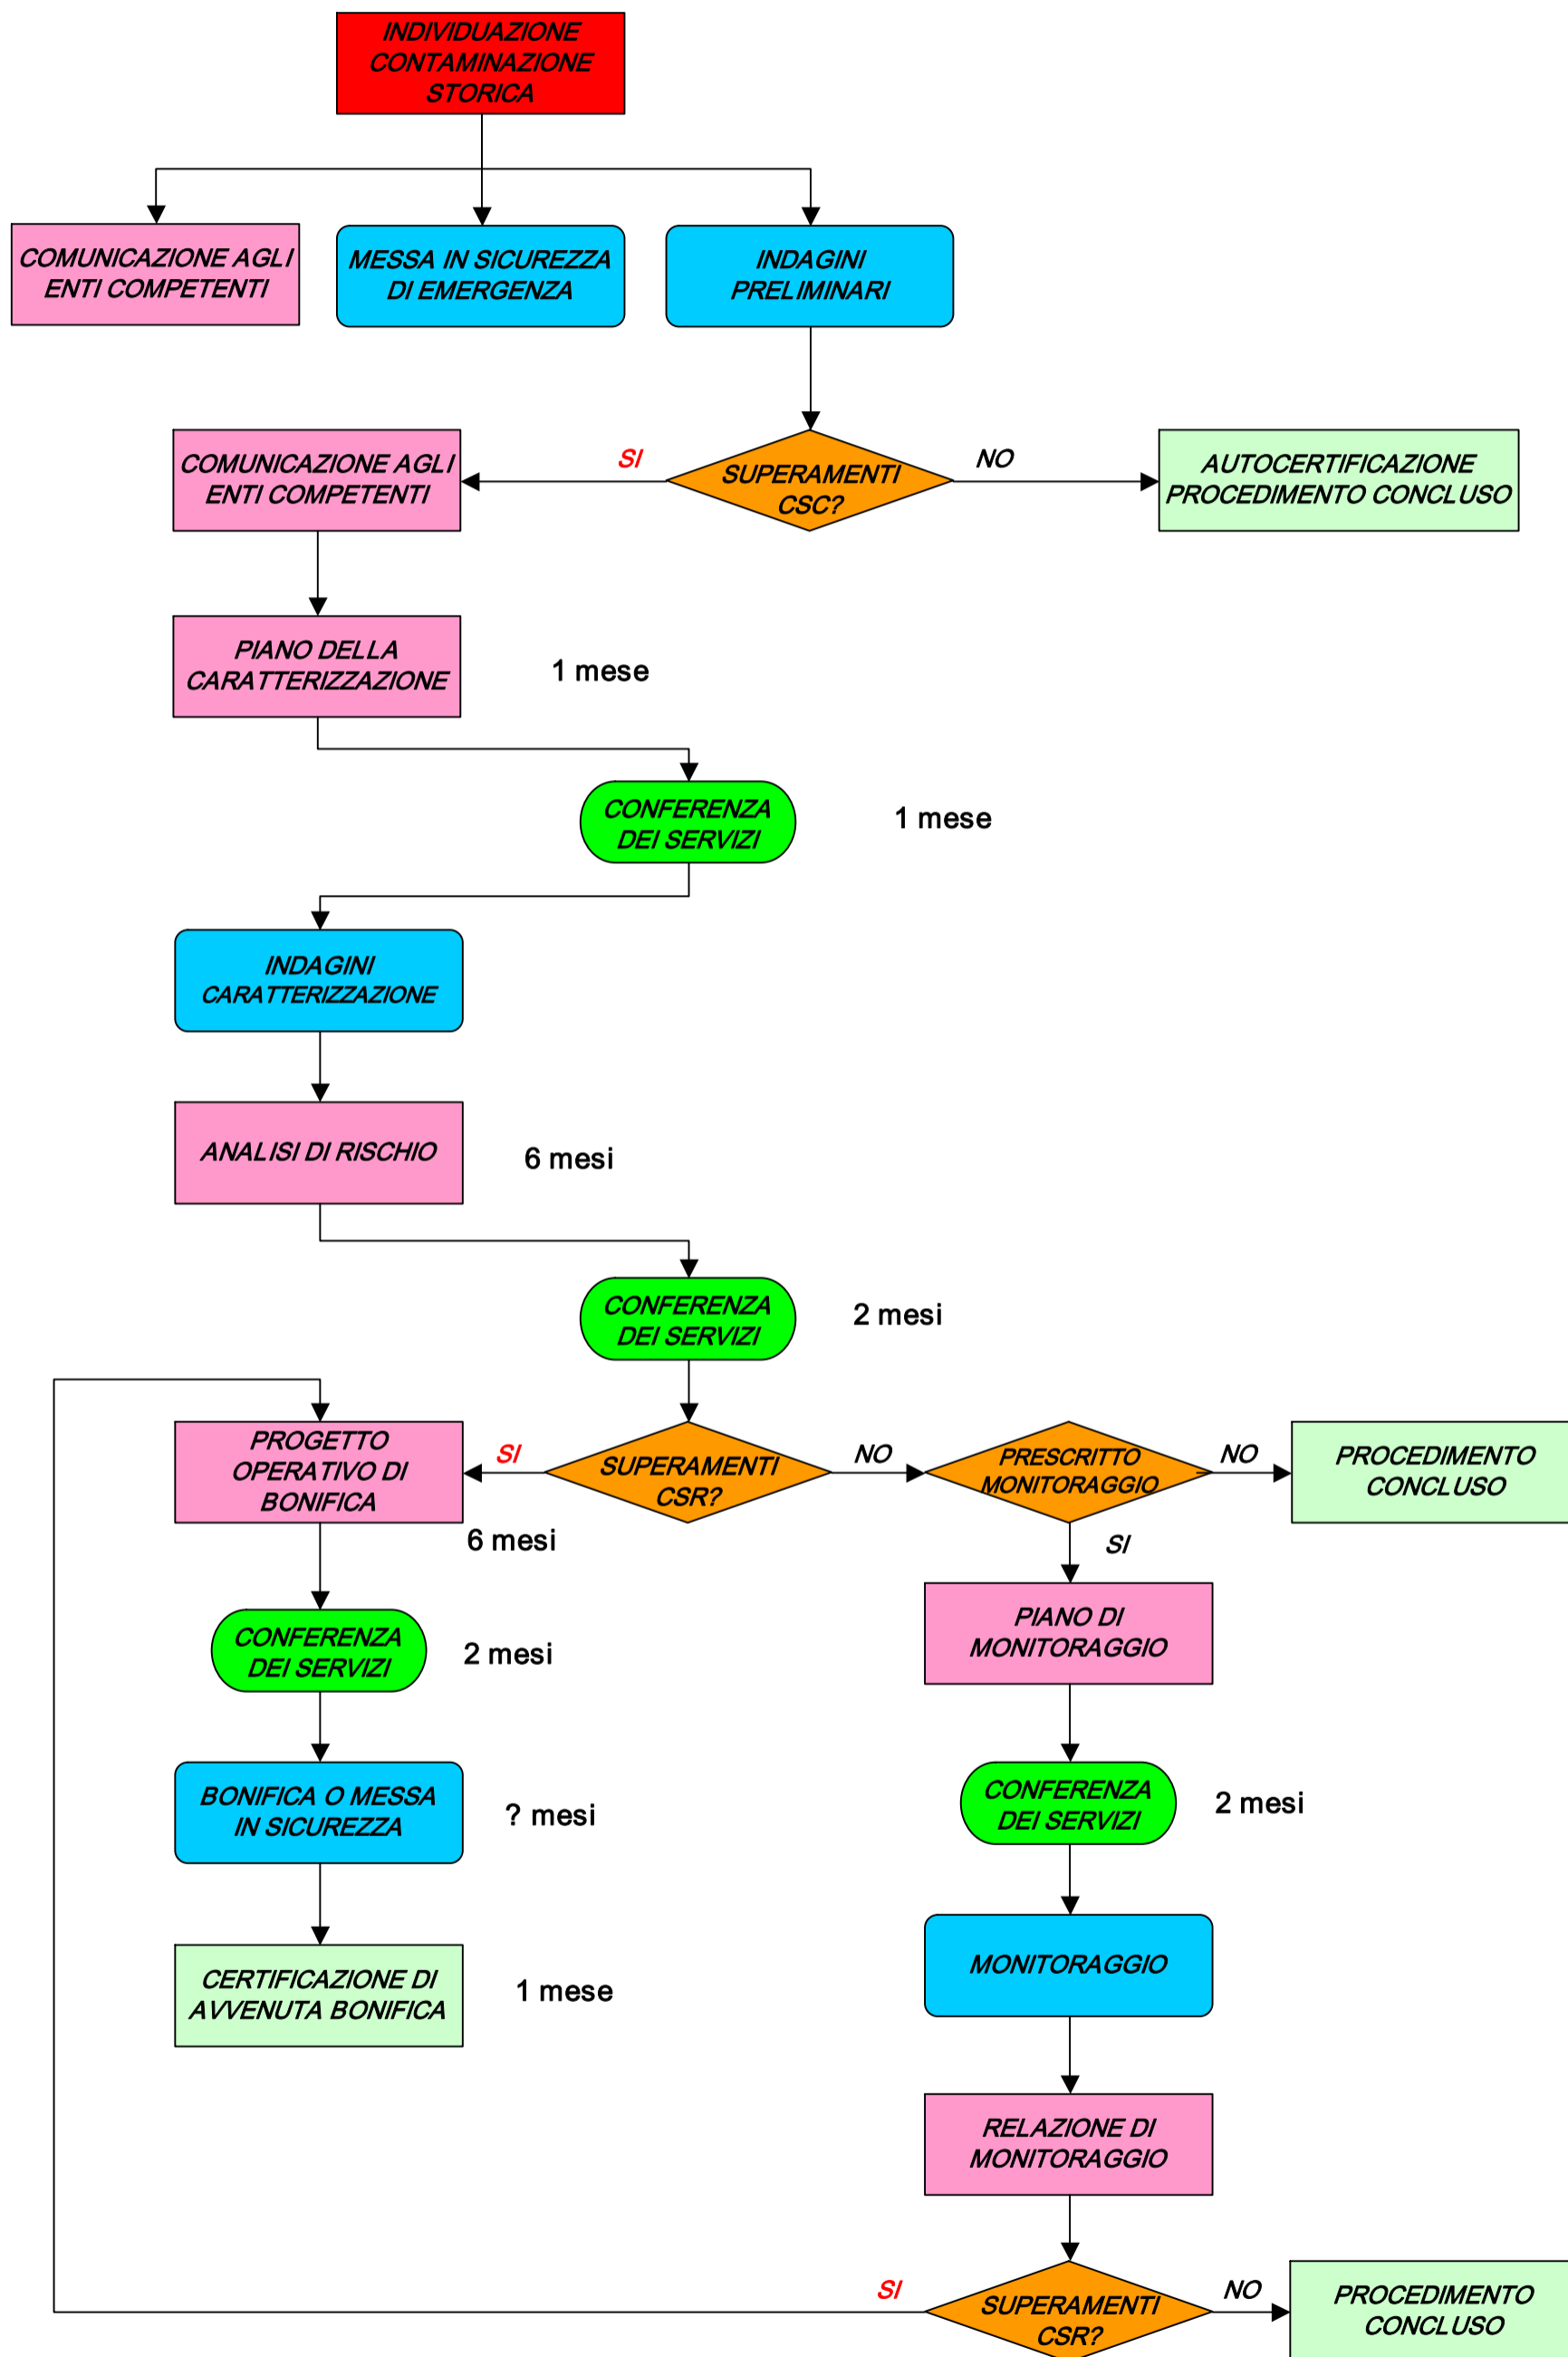 INDIVIDUAZIONE
CONTAMINAZIONE
STORICA
COMUNICAZIONE AGLI
ENTI COMPETENTI
MESSA IN SICUREZZA
DI EMERGENZA
INDAGINI
PRELIMINARI
COMUNICAZIONE AGLI
ENTI COMPETENTI
SI
SUPERAMENTI
CSC?
NO
AUTOCERTIFICAZIONE
PROCEDIMENTO CONCLUSO
PIANO DELLA
CARATTERIZZAZIONE
1 mese
CONFERENZA
DEI SERVIZI
1 mese
INDAGINI
CARATTERIZZAZIONE
ANALISI DI RISCHIO
6 mesi
CONFERENZA
DEI SERVIZI
2 mesi
PROGETTO
OPERATIVO DI
BONIFICA
SI
SUPERAMENTI
CSR?
NO
PRESCRITTO
MONITORAGGIO
NO
PROCEDIMENTO
CONCLUSO
6 mesi
SI
CONFERENZA
DEI SERVIZI
2 mesi
PIANO DI
MONITORAGGIO
BONIFICA O MESSA
IN SICUREZZA
? mesi
CONFERENZA
DEI SERVIZI
2 mesi
CERTIFICAZIONE DI
AVVENUTA BONIFICA
1 mese
MONITORAGGIO
RELAZIONE DI
MONITORAGGIO
SI
SUPERAMENTI
CSR?
NO
PROCEDIMENTO
CONCLUSO